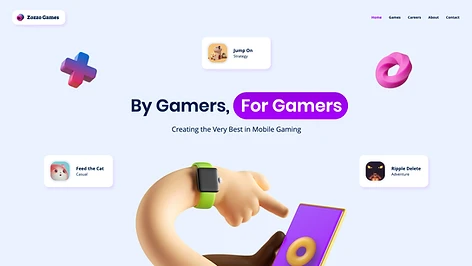 Zozzo Games
Home
Games
Careers
About
Contact
Jump On
Strategy
By Gamers, For Gamers
Creating the Very Best in Mobile Gaming
Feed the Cat
Casual
Ripple Delete
Adventure